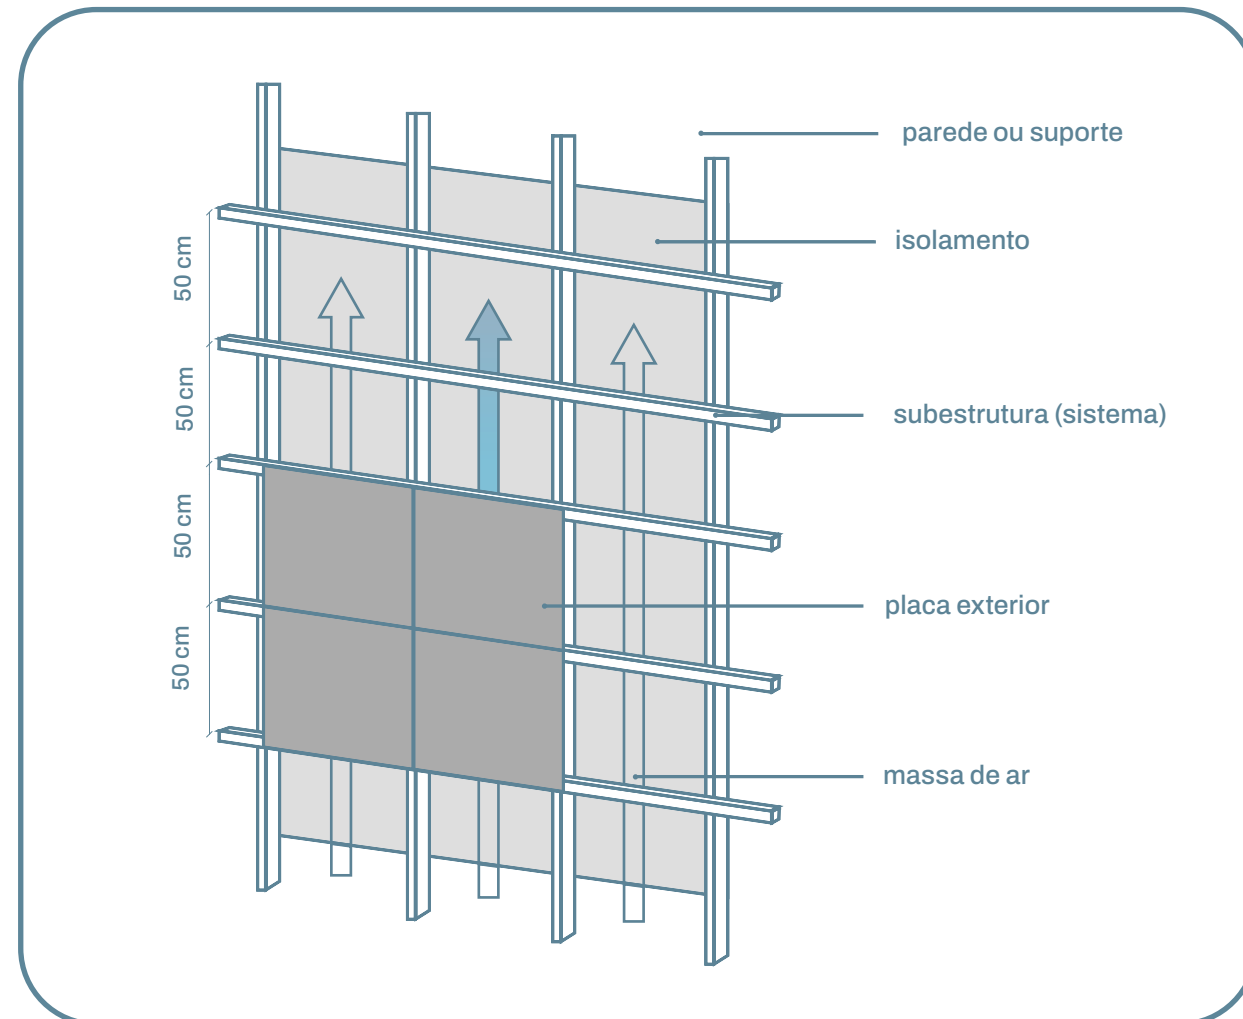 parede ou suporte
isolamento
50 cm
50 cm
subestrutura (sistema)
50 cm
placa exterior
50 cm
massa de ar